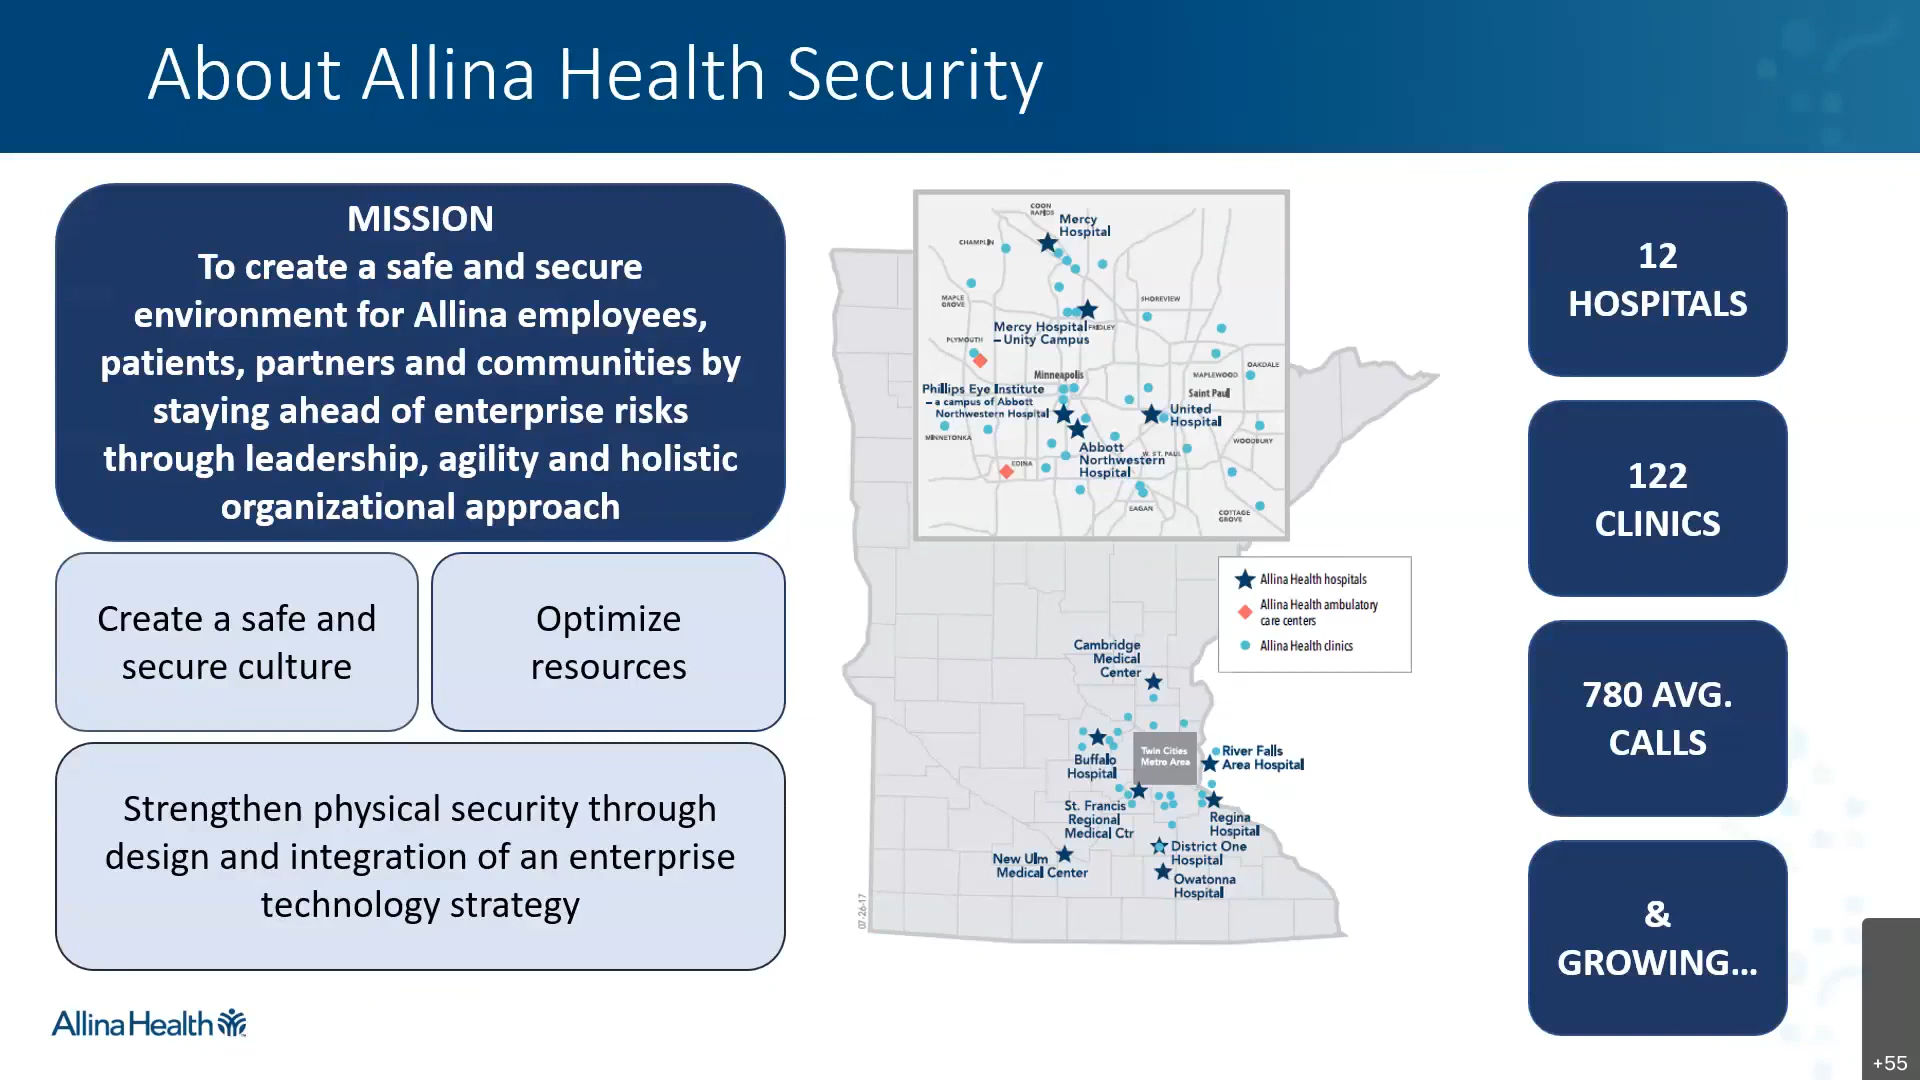 About Allina Health Security
MISSION
To create a safe and secure
environment for Allina employees,
patients, partners and communities by
staying ahead of enterprise risks
through leadership, agility and holistic
organizational approach
Create a safe and
secure culture
Optimize
resources
Strengthen physical security through
design and integration of an enterprise
technology strategy
AllinaHealth
COON
RAPIDS
Mercy
Hospital
CHAMPLIN
MAPLE
GROVE
SHOREVIEW
Mercy Hospital
– Unity Campus
FRIDLEY
PLYMOUTH
OAKDALE
Minneapolis
MAPLEWOOD
Phillips Eye Institute
– a campus of Abbott
Northwestern Hospital
Saint Paul
United
Hospital
MINNETONKA
WOODBURY
Abbott
Northwestern
Hospital
W. ST. PAUL
EDINA
EAGAN
COTTAGE
GROVE
Allina Health hospitals
Allina Health ambulatory
care centers
Allina Health clinics
Cambridge
Medical
Center
Twin Cities
Metro Area
Buffalo
Hospital
River Falls
Area Hospital
St. Francis
Regional
Medical Ctr
Regina
Hospital
District One
Hospital
New Ulm
Medical Center
Owatonna
Hospital
07-26-17
12
HOSPITALS
122
CLINICS
780 AVG.
CALLS
&
GROWING...
+55